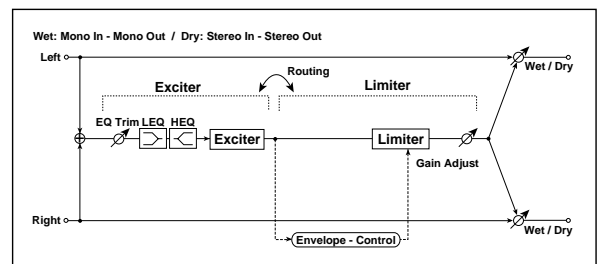 Wet: Mono In - Mono Out / Dry: Stereo In - Stereo Out
Left
Wet / Dry
Routing
Exciter
Limiter
EQ Trim LEQ HEQ
Exciter
Limiter
Gain Adjust
Right
Wet / Dry
Envelope - Control